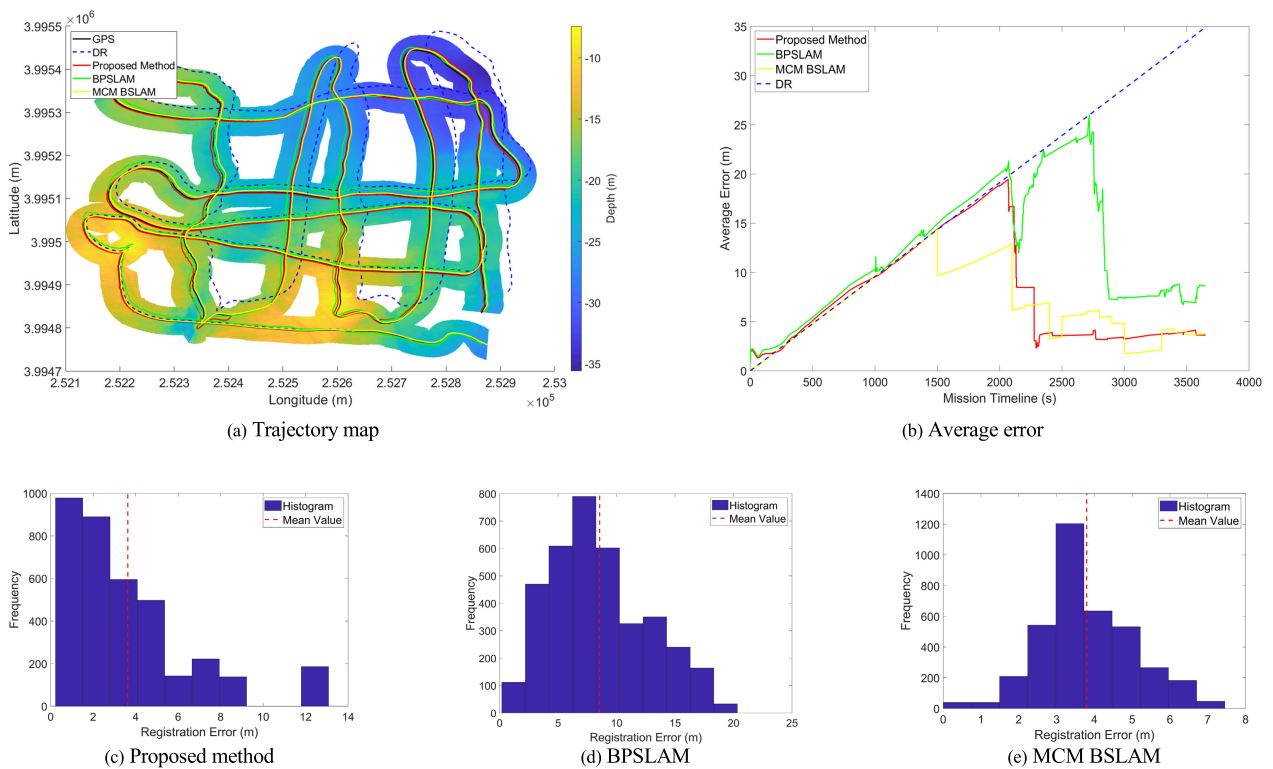 ×10⁶
3.9955
3.9954
3.9953
3.9952
3.9951
3.995
3.9949
3.9948
3.9947
Latitude (m)
GPS
DR
Proposed Method
BPSLAM
MCM BSLAM
2.521 2.522 2.523 2.524 2.525 2.526 2.527 2.528 2.529 2.53
Longitude (m)
×10⁵
-10
-15
-20
-25
-30
-35
Depth (m)
(a) Trajectory map
35
30
25
20
15
10
5
0
Average Error (m)
Proposed Method
BPSLAM
MCM BSLAM
DR
0 500 1000 1500 2000 2500 3000 3500 4000
Mission Timeline (s)
(b) Average error
1000
800
600
400
200
0
Frequency
Histogram
Mean Value
0 2 4 6 8 10 12 14
Registration Error (m)
(c) Proposed method
800
700
600
500
400
300
200
100
0
Frequency
Histogram
Mean Value
0 5 10 15 20 25
Registration Error (m)
(d) BPSLAM
1400
1200
1000
800
600
400
200
0
Frequency
Histogram
Mean Value
0 1 2 3 4 5 6 7 8
Registration Error (m)
(e) MCM BSLAM